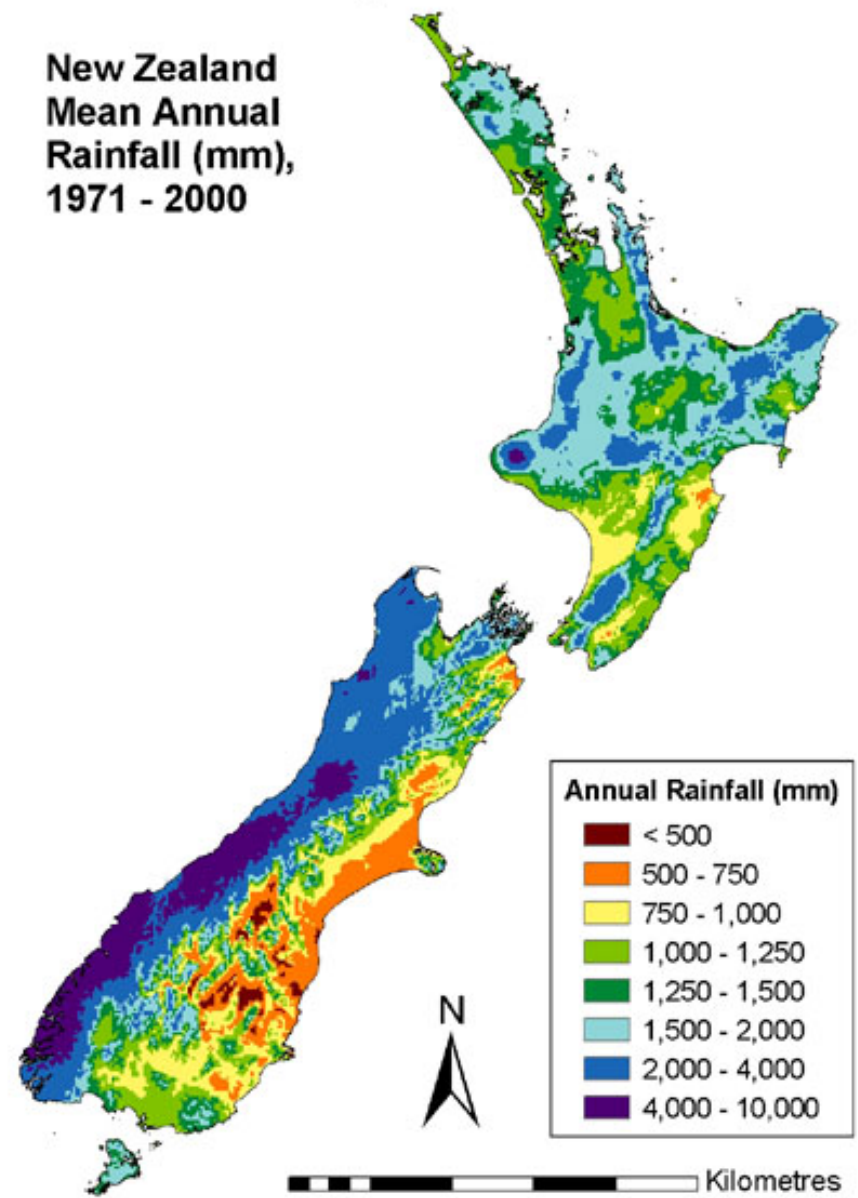 New Zealand
Mean Annual
Rainfall (mm),
1971 - 2000
Annual Rainfall (mm)
< 500
500 - 750
750 - 1,000
1,000 - 1,250
1,250 - 1,500
1,500 - 2,000
2,000 - 4,000
4,000 - 10,000
N
Kilometres